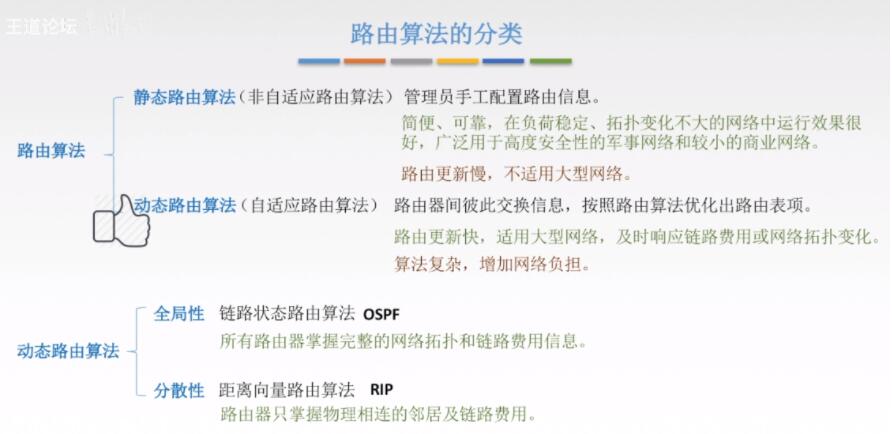 王道论坛
路由算法的分类
静态路由算法（非自适应路由算法） 管理员手工配置路由信息。
简便、可靠，在负荷稳定、拓扑变化不大的网络中运行效果很
好，广泛用于高度安全性的军事网络和较小的商业网络。
路由算法
路由更新慢，不适用大型网络。
动态路由算法（自适应路由算法） 路由器间彼此交换信息，按照路由算法优化出路由表项。
路由更新快，适用大型网络，及时响应链路费用或网络拓扑变化。
算法复杂，增加网络负担。
全局性 链路状态路由算法 OSPF
所有路由器掌握完整的网络拓扑和链路费用信息。
动态路由算法
分散性 距离向量路由算法 RIP
路由器只掌握物理相连的邻居及链路费用。